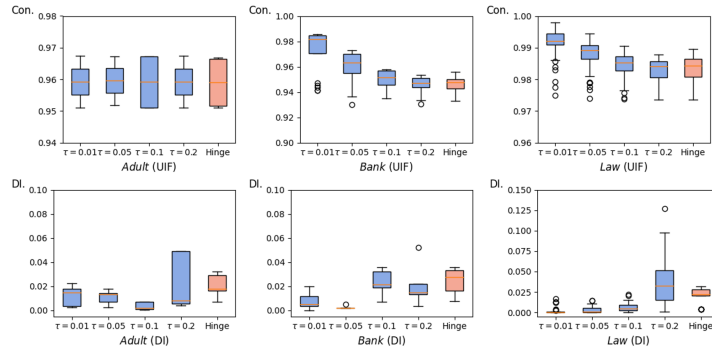 Con.
0.98
0.97
0.96
0.95
0.94
τ = 0.01 τ = 0.05 τ = 0.1 τ = 0.2 Hinge
Adult (UIF)
1.00
0.98
0.96
0.94
0.92
0.90
τ = 0.01 τ = 0.05 τ = 0.1 τ = 0.2 Hinge
Bank (UIF)
Con.
1.00
0.99
0.98
0.97
0.96
τ = 0.01 τ = 0.05 τ = 0.1 τ = 0.2 Hinge
Law (UIF)
DI.
0.10
0.08
0.06
0.04
0.02
0.00
τ = 0.01 τ = 0.05 τ = 0.1 τ = 0.2 Hinge
Adult (DI)
DI.
0.10
0.08
0.06
0.04
0.02
0.00
τ = 0.01 τ = 0.05 τ = 0.1 τ = 0.2 Hinge
Bank (DI)
DI.
0.150
0.125
0.100
0.075
0.050
0.025
0.000
τ = 0.01 τ = 0.05 τ = 0.1 τ = 0.2 Hinge
Law (DI)